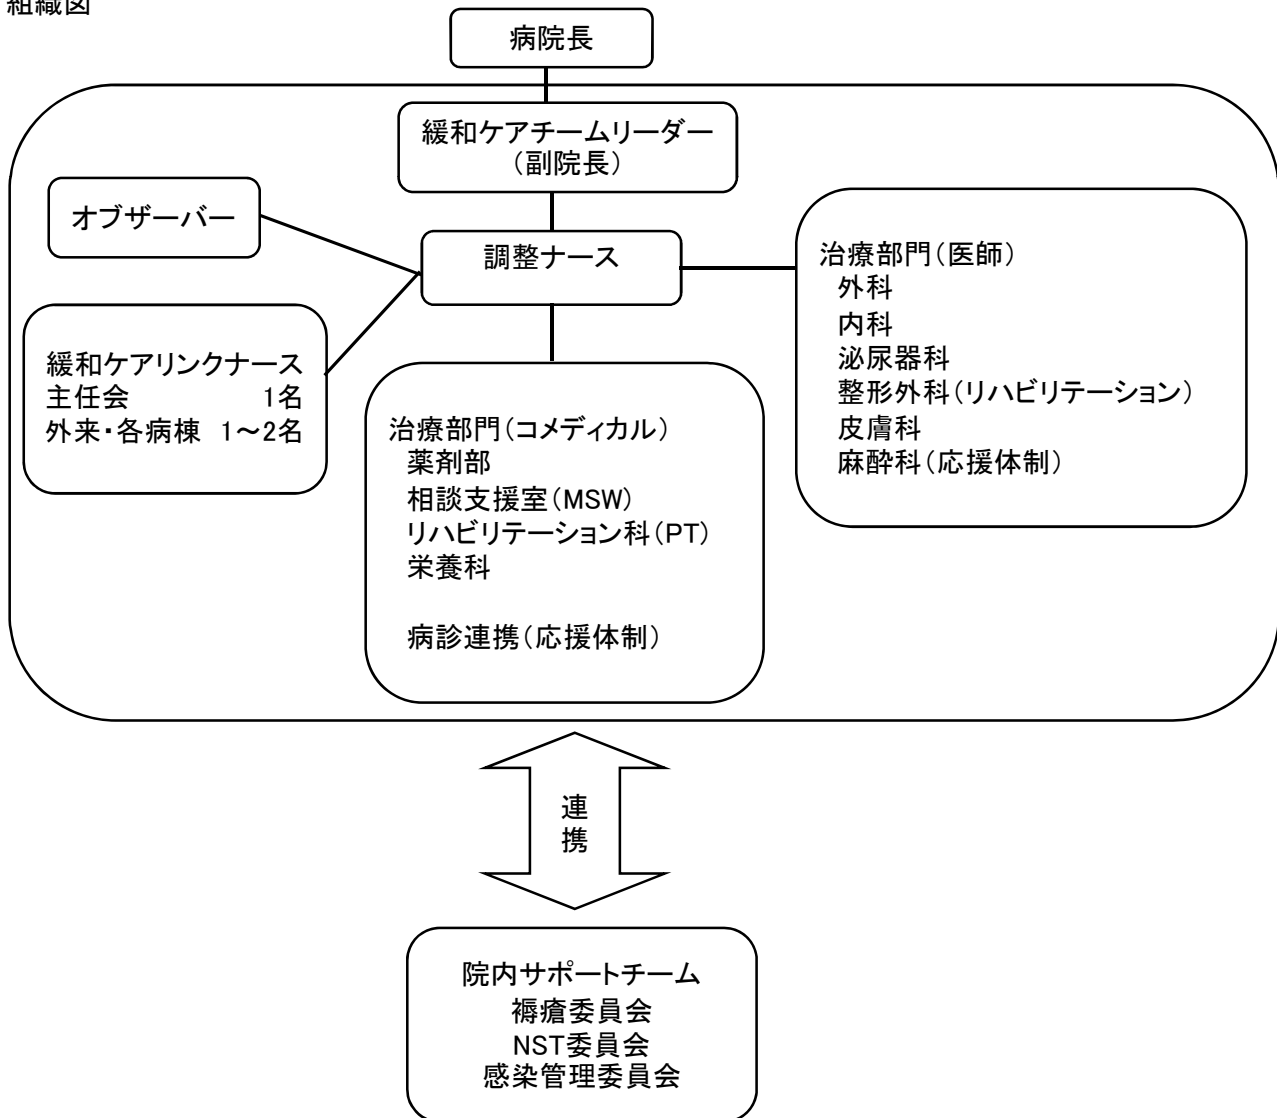 組織図
病院長
緩和ケアチームリーダー
（副院長）
オブザーバー
調整ナース
治療部門（医師）
外科
内科
泌尿器科
整形外科（リハビリテーション）
皮膚科
麻酔科（応援体制）
緩和ケアリンクナース
主任会　1名
外来・各病棟　1～2名
治療部門（コメディカル）
薬剤部
相談支援室（MSW）
リハビリテーション科（PT）
栄養科
病診連携（応援体制）
連
携
院内サポートチーム
褥瘡委員会
NST委員会
感染管理委員会